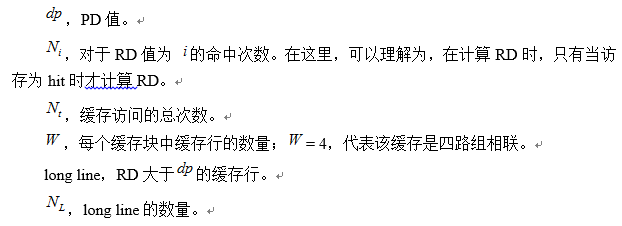 dp，PD 值。
Ni，对于 RD 值为 i 的命中次数。在这里，可以理解为，在计算 RD 时，只有当访
存为 hit 时才计算 RD。
Nt，缓存访问的总次数。
W，每个缓存块中缓存行的数量；W = 4，代表该缓存是四路组相联。
long line，RD 大于 dp 的缓存行。
NL，long line 的数量。